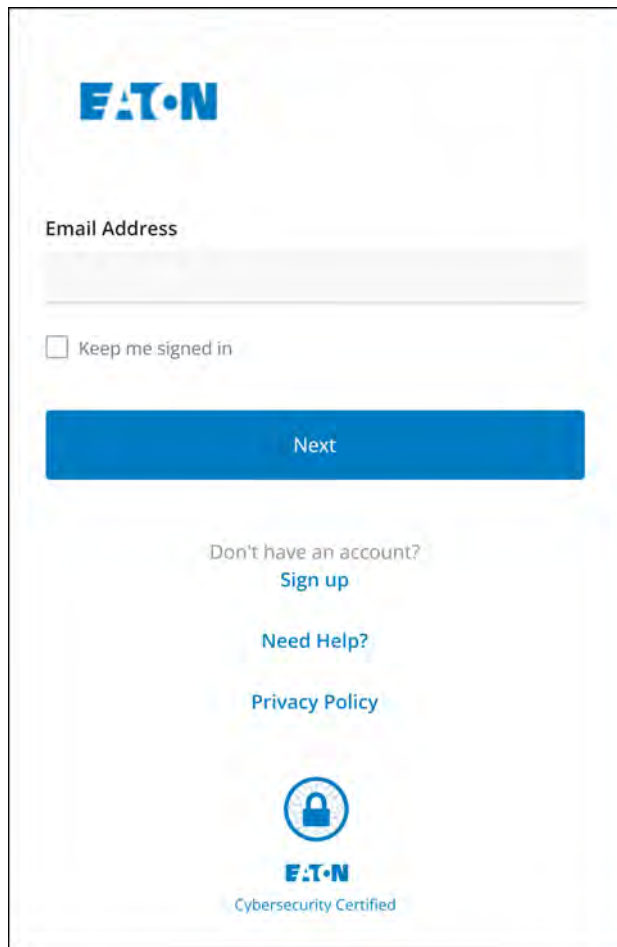 EATON
Email Address
Keep me signed in
Next
Don't have an account?
Sign up
Need Help?
Privacy Policy
EATON
Cybersecurity Certified